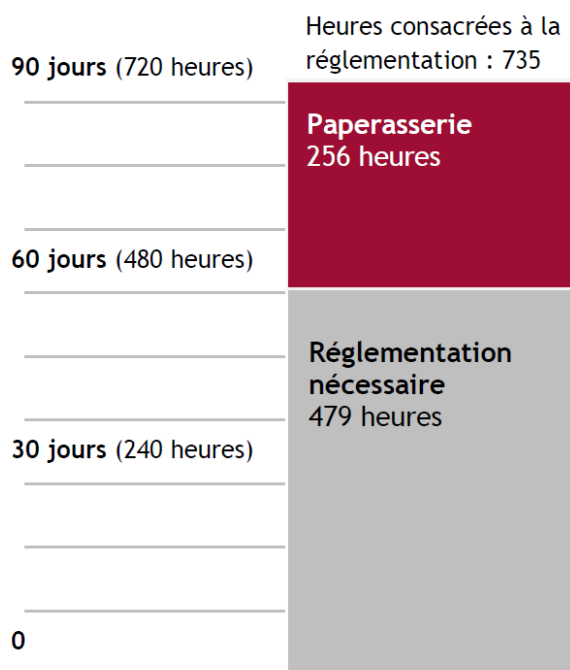 Heures consacrées à la
réglementation : 735
90 jours (720 heures)
Paperasserie
256 heures
60 jours (480 heures)
Réglementation
nécessaire
479 heures
30 jours (240 heures)
0